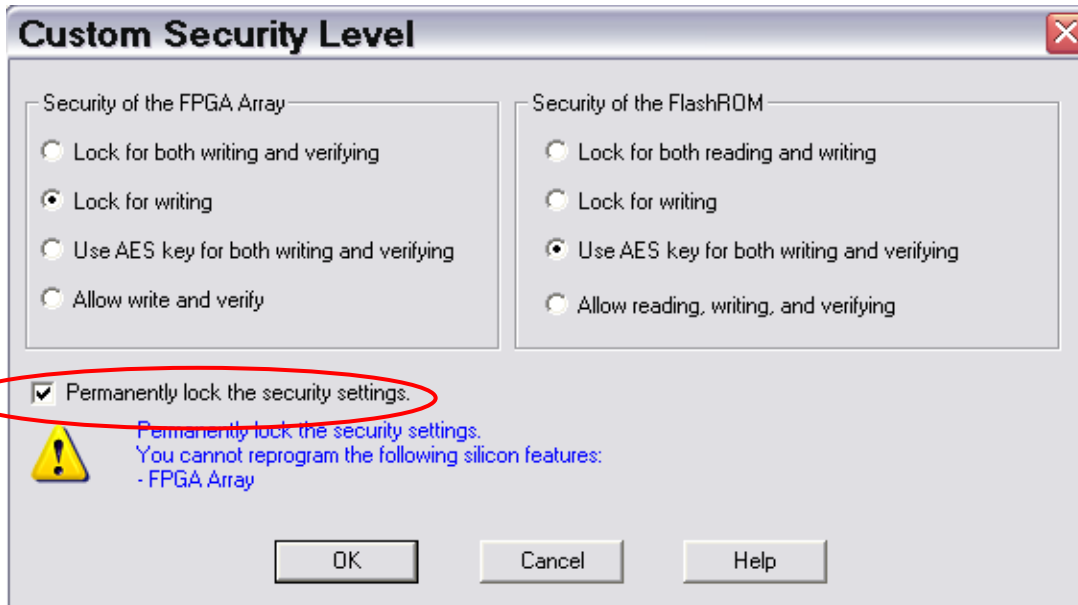 Custom Security Level
Security of the FPGA Array
Lock for both writing and verifying
Lock for writing
Use AES key for both writing and verifying
Allow write and verify
Security of the FlashROM
Lock for both reading and writing
Lock for writing
Use AES key for both writing and verifying
Allow reading, writing, and verifying
Permanently lock the security settings.
Permanently lock the security settings.
You cannot reprogram the following silicon features:
- FPGA Array
OK
Cancel
Help